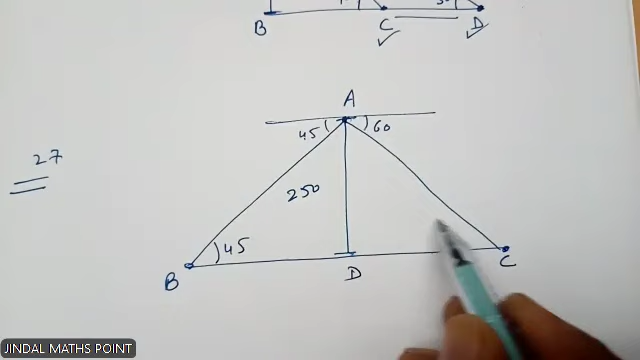 B C D
A
45 60
27
250
45
B D C
JINDAL MATHS POINT